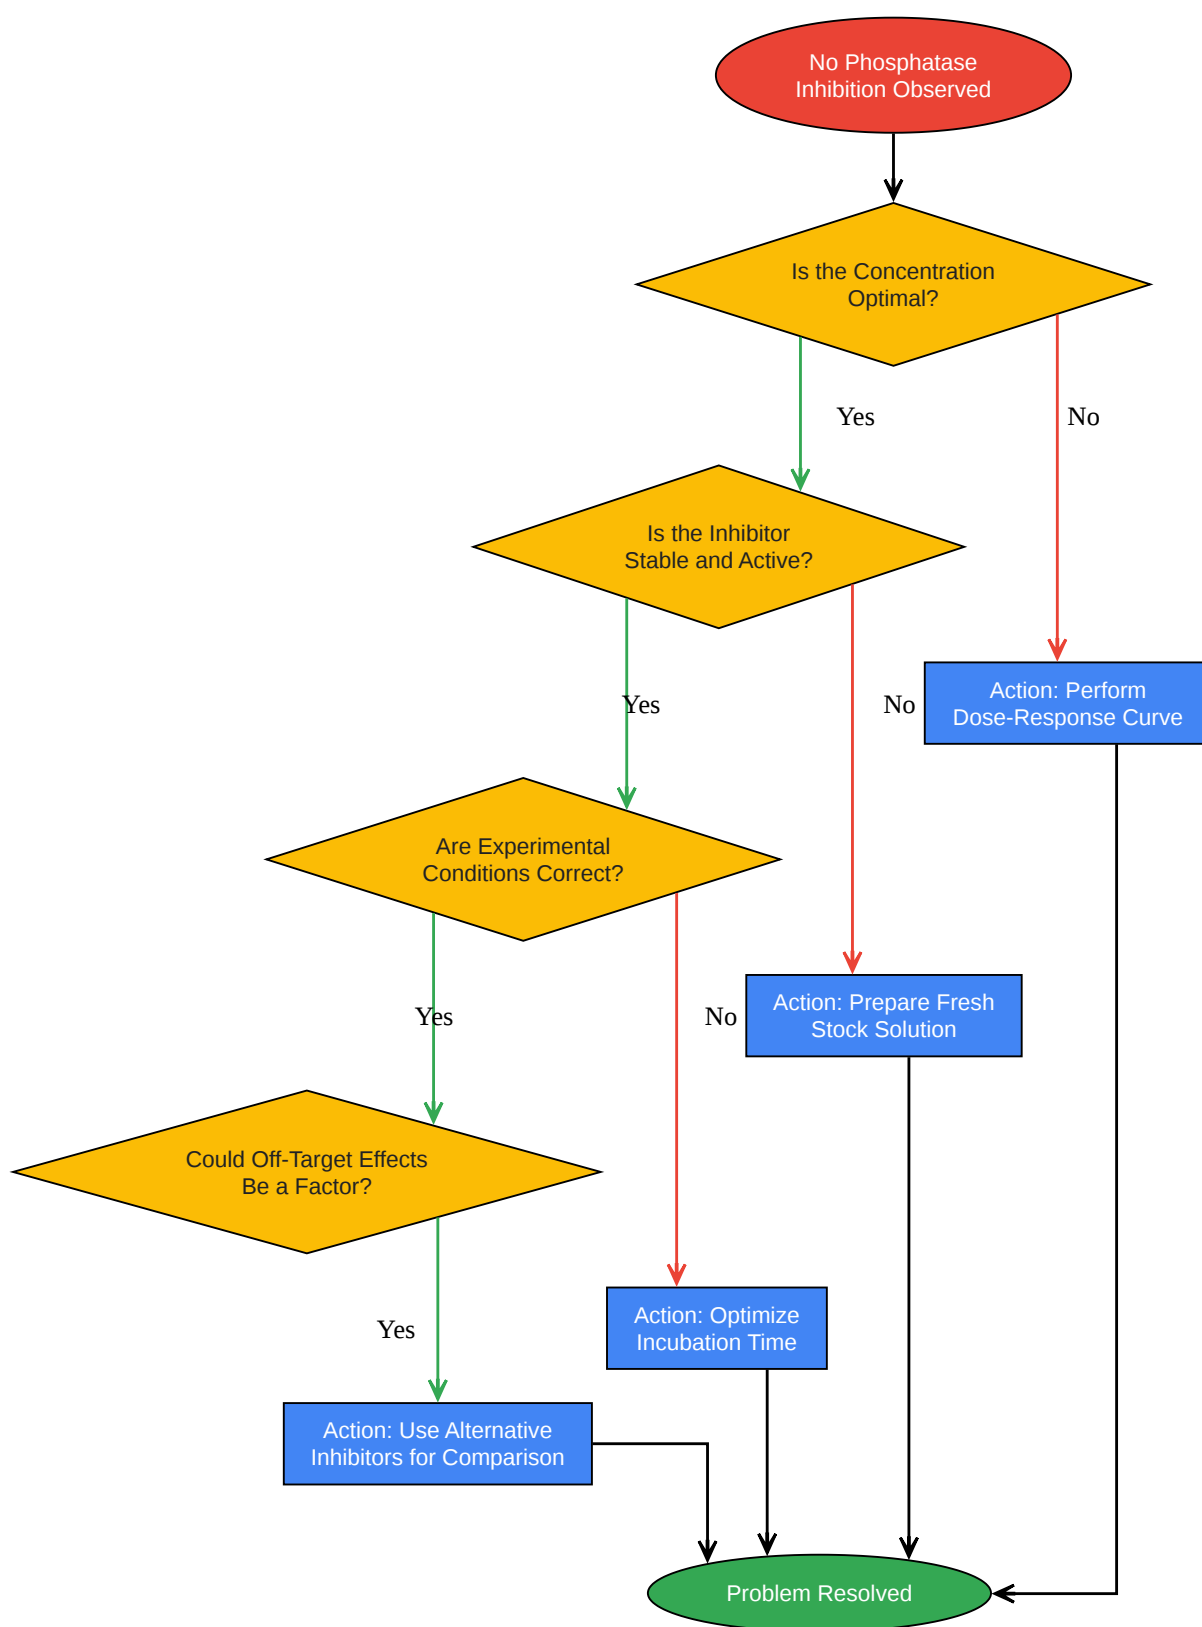 No Phosphatase
Inhibition Observed
Is the Concentration
Optimal?
Yes
No
Is the Inhibitor
Stable and Active?
Yes
No
Action: Perform
Dose-Response Curve
Are Experimental
Conditions Correct?
Yes
No
Action: Prepare Fresh
Stock Solution
Could Off-Target Effects
Be a Factor?
Yes
Action: Optimize
Incubation Time
Action: Use Alternative
Inhibitors for Comparison
Problem Resolved